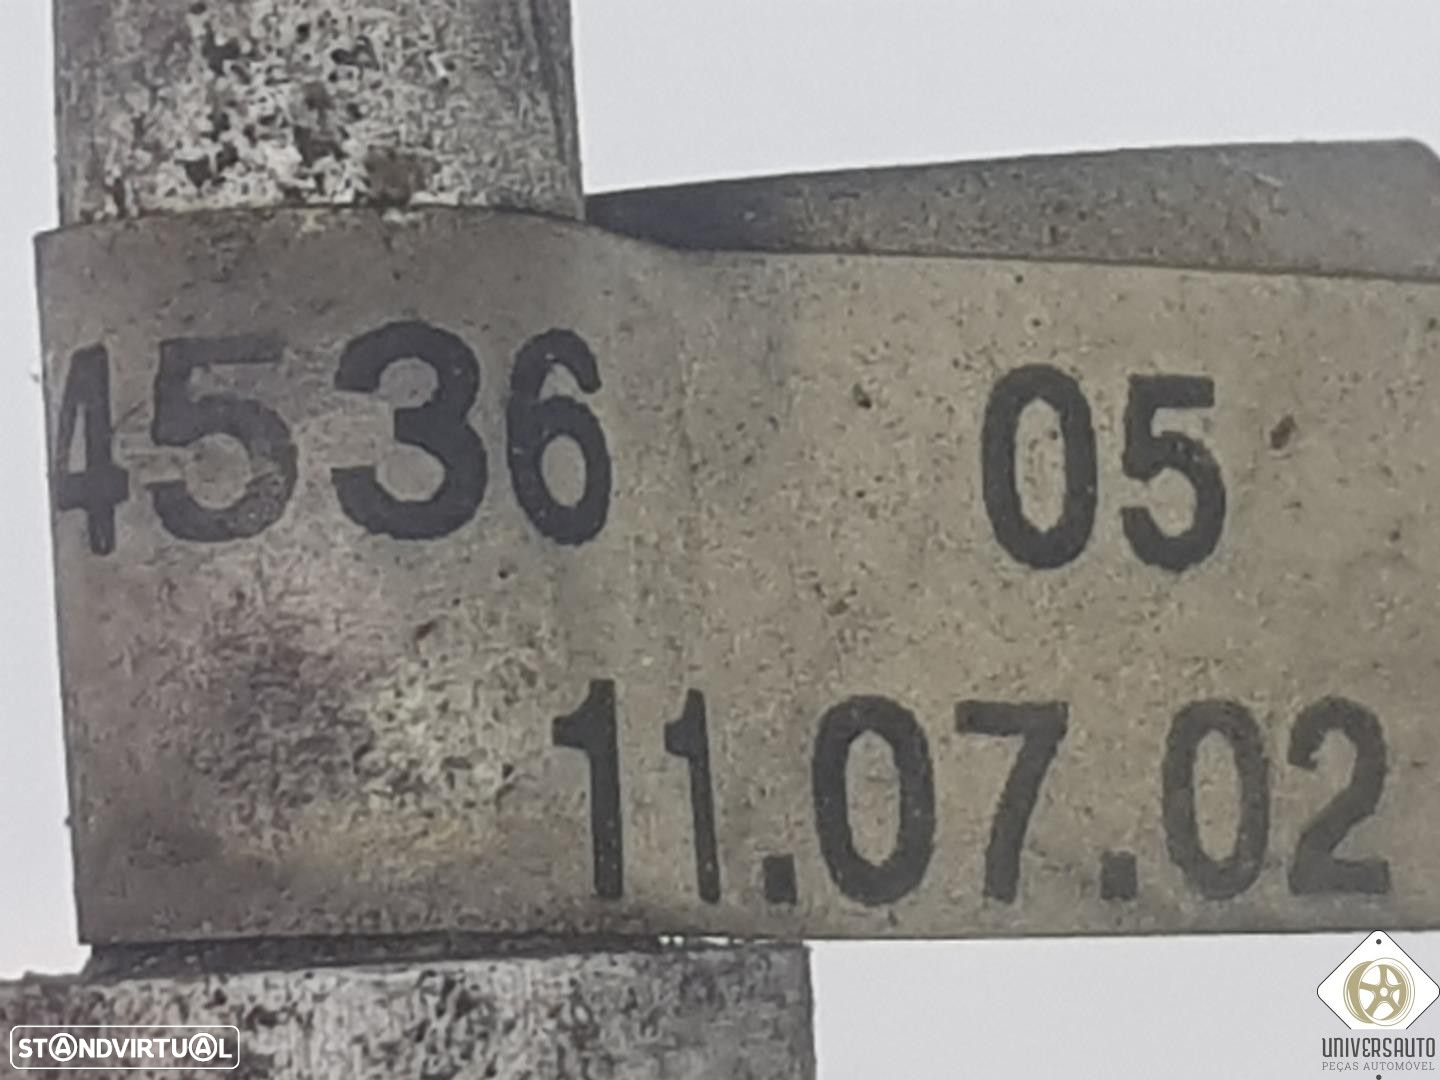 4536 05
11.07.02
STANDVIRTUAL
UNIVERSAUTO
PEÇAS AUTOMÓVEL